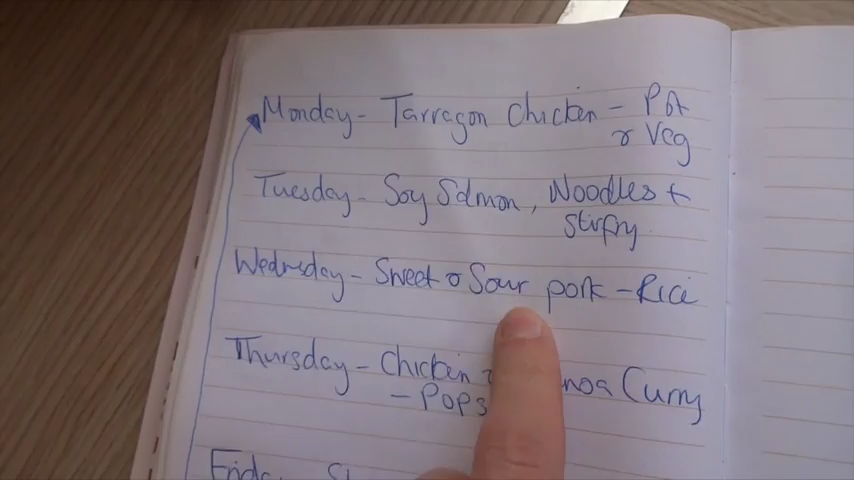 Monday - Tarragon Chicken - Pot
& Veg
Tuesday - Soy Salmon, Noodles +
Stirfry
Wednesday - Sweet & Sour pork - Rice
Thursday - Chicken Curry
- Pops